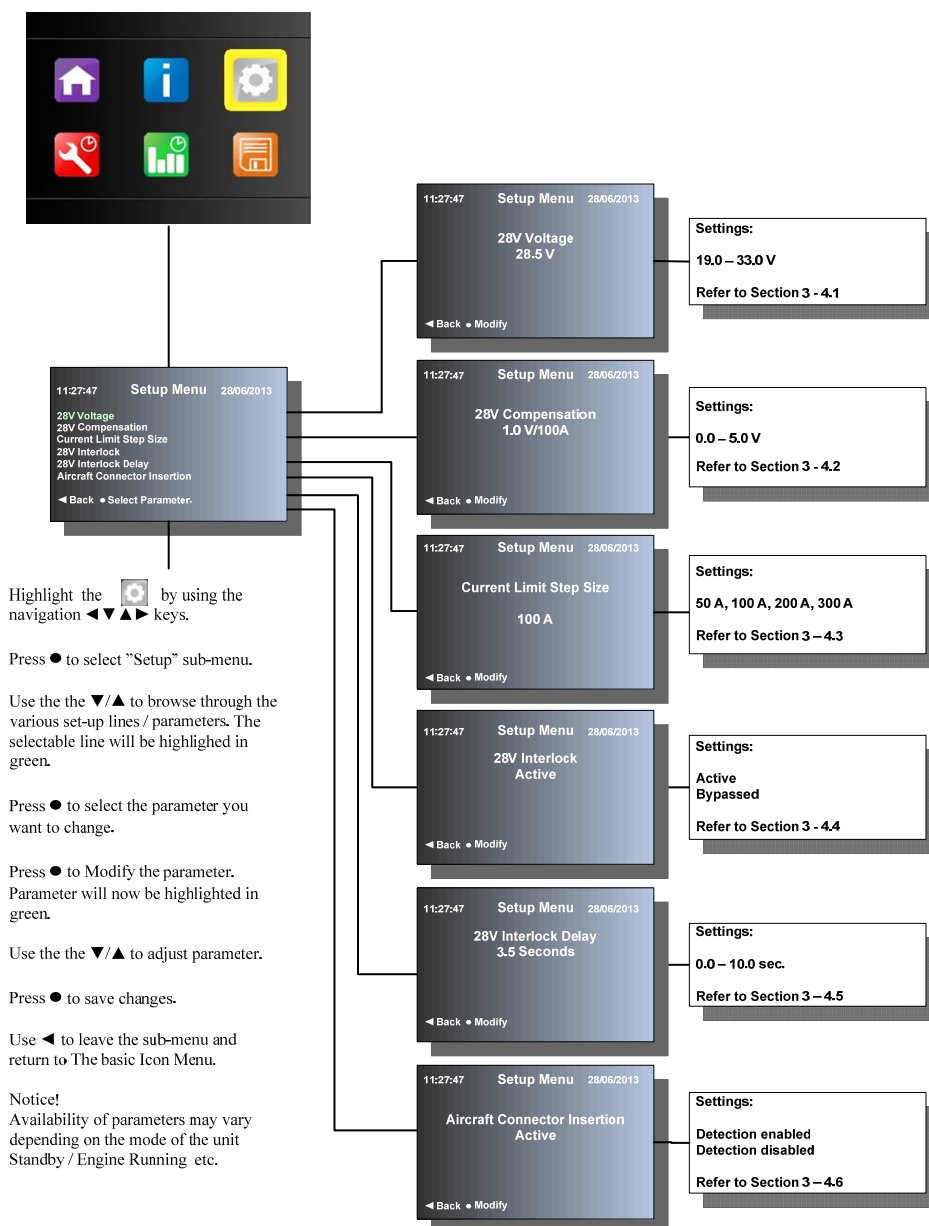 11:27:47 Setup Menu 28/06/2013
28V Voltage
28V Compensation
Current Limit Step Size
28V Interlock
28V Interlock Delay
Aircraft Connector Insertion
◄ Back ● Select Parameter.
Highlight the by using the
navigation ◄ ▼ ▲ ► keys.
Press ● to select ”Setup” sub-menu.
Use the the ▼/▲ to browse through the
various set-up lines / parameters. The
selectable line will be highlighed in
green.
Press ● to select the parameter you
want to change.
Press ● to Modify the parameter.
Parameter will now be highlighted in
green.
Use the the ▼/▲ to adjust parameter.
Press ● to save changes.
Use ◄ to leave the sub-menu and
return to The basic Icon Menu.
Notice!
Availability of parameters may vary
depending on the mode of the unit
Standby / Engine Running etc.
11:27:47 Setup Menu 28/06/2013
28V Voltage
28.5 V
◄ Back ● Modify
Settings:
19.0 – 33.0 V
Refer to Section 3 - 4.1
11:27:47 Setup Menu 28/06/2013
28V Compensation
1.0 V/100A
◄ Back ● Modify
Settings:
0.0 – 5.0 V
Refer to Section 3 - 4.2
11:27:47 Setup Menu 28/06/2013
Current Limit Step Size
100 A
◄ Back ● Modify
Settings:
50 A, 100 A, 200 A, 300 A
Refer to Section 3 – 4.3
11:27:47 Setup Menu 28/06/2013
28V Interlock
Active
◄ Back ● Modify
Settings:
Active
Bypassed
Refer to Section 3 - 4.4
11:27:47 Setup Menu 28/06/2013
28V Interlock Delay
3.5 Seconds
◄ Back ● Modify
Settings:
0.0 – 10.0 sec.
Refer to Section 3 – 4.5
11:27:47 Setup Menu 28/06/2013
Aircraft Connector Insertion
Active
◄ Back ● Modify
Settings:
Detection enabled
Detection disabled
Refer to Section 3 – 4.6